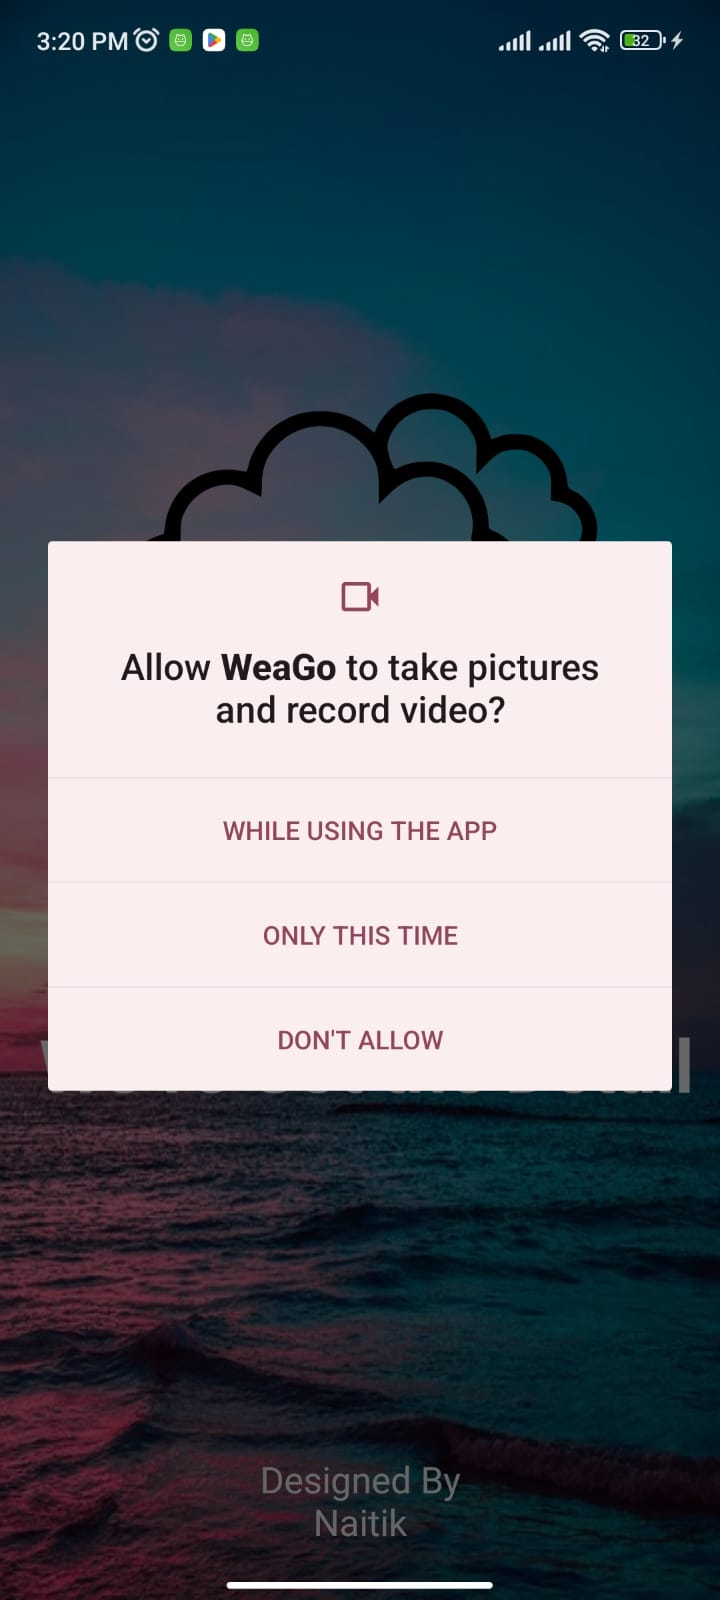 3:20 PM
32
Allow WeaGo to take pictures
and record video?
WHILE USING THE APP
ONLY THIS TIME
DON'T ALLOW
Designed By
Naitik